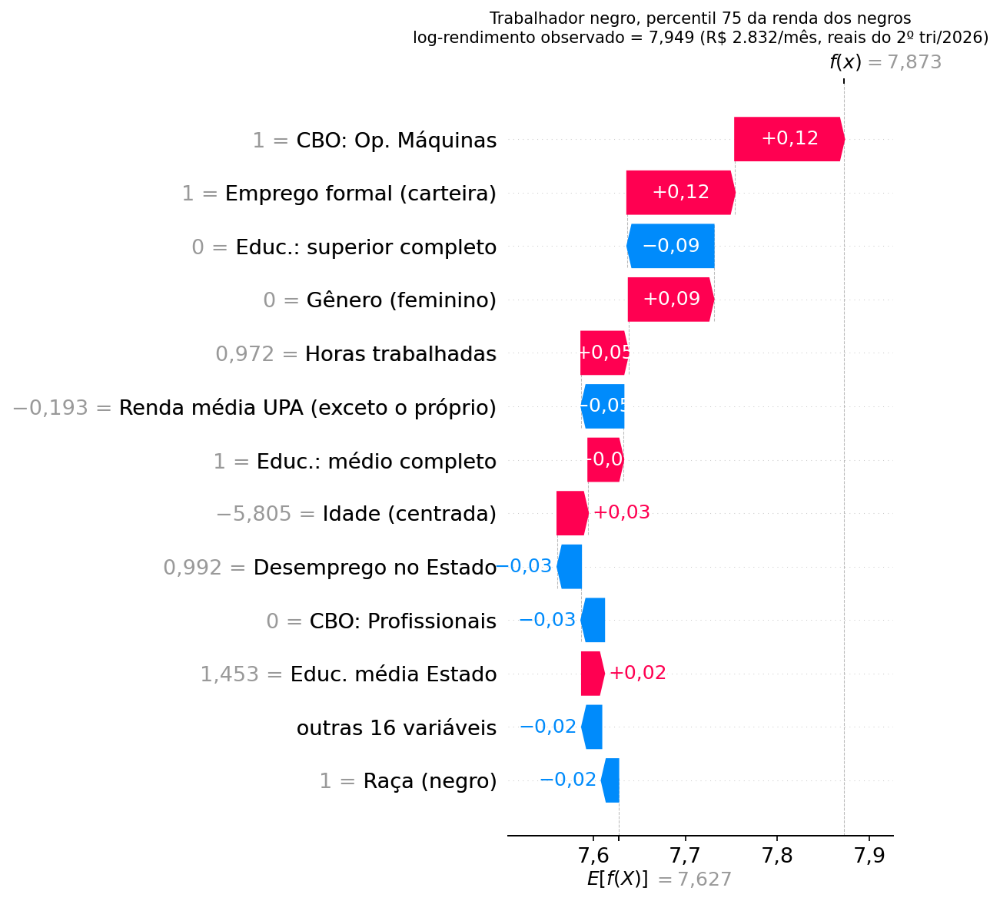 Trabalhador negro, percentil 75 da renda dos negros
log-rendimento observado = 7,949 (R$ 2.832/mês, reais do 2º tri/2026)
f(x) = 7,873
1 = CBO: Op. Máquinas +0,12
1 = Emprego formal (carteira) +0,12
0 = Educ.: superior completo −0,09
0 = Gênero (feminino) +0,09
0,972 = Horas trabalhadas +0,05
−0,193 = Renda média UPA (exceto o próprio) −0,05
1 = Educ.: médio completo
−5,805 = Idade (centrada) +0,03
0,992 = Desemprego no Estado −0,03
0 = CBO: Profissionais −0,03
1,453 = Educ. média Estado +0,02
outras 16 variáveis −0,02
1 = Raça (negro) −0,02
7,6 7,7 7,8 7,9
E[f(X)] = 7,627